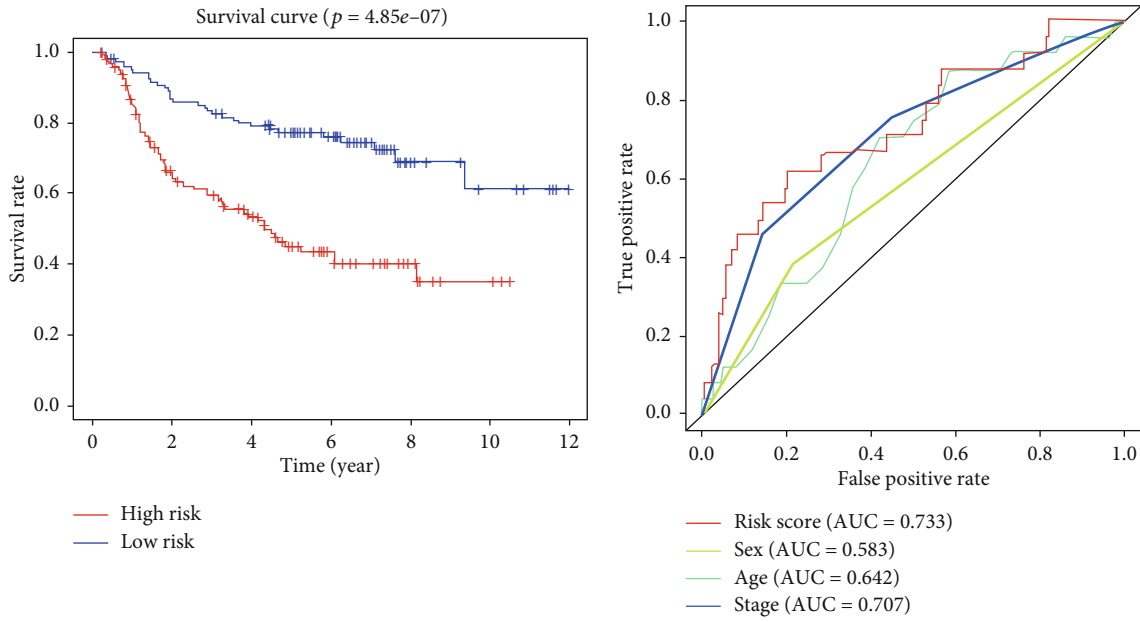 Survival curve (p = 4.85e–07)
Survival rate
1.0
0.8
0.6
0.4
0.2
0.0
0 2 4 6 8 10 12
Time (year)
High risk
Low risk
True positive rate
1.0
0.8
0.6
0.4
0.2
0.0
0.0 0.2 0.4 0.6 0.8 1.0
False positive rate
Risk score (AUC = 0.733)
Sex (AUC = 0.583)
Age (AUC = 0.642)
Stage (AUC = 0.707)